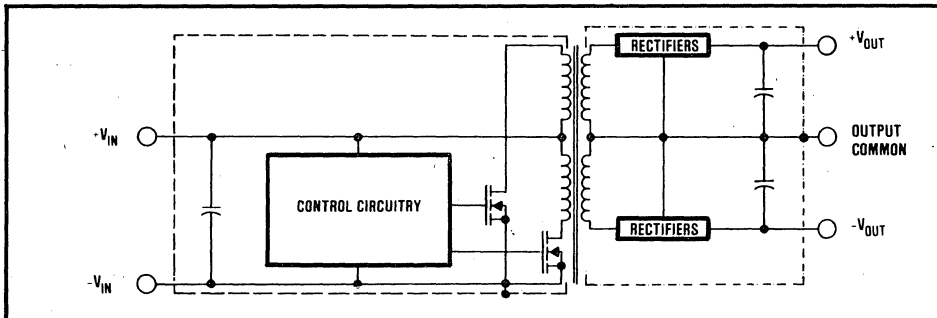 RECTIFIERS
+VOUT
+VIN
OUTPUT
COMMON
CONTROL CIRCUITRY
RECTIFIERS
-VOUT
-VIN